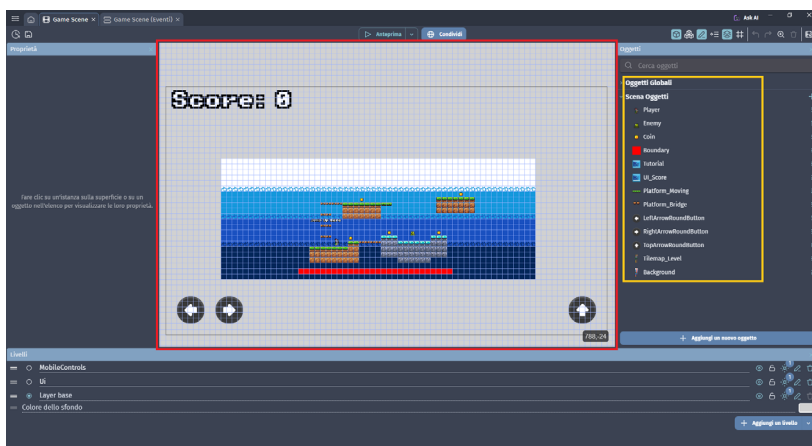 Game Scene ×
Game Scene (Eventi) ×
Ask AI
Anteprima
Condividi
Proprietà
Oggetti
Cerca oggetti
Oggetti Globali
Scena Oggetti
Player
Enemy
Coin
Boundary
Tutorial
UI_Score
Platform_Moving
Platform_Bridge
LeftArrowRoundButton
RightArrowRoundButton
TopArrowRoundButton
Tilemap_Level
Background
Score: 0
Fare clic su un'istanza sulla superficie o su un
oggetto nell'elenco per visualizzare le loro proprietà.
788,-24
+ Aggiungi un nuovo oggetto
Livelli
MobileControls
1
Ui
1
Layer base
1
Colore dello sfondo
+ Aggiungi un livello